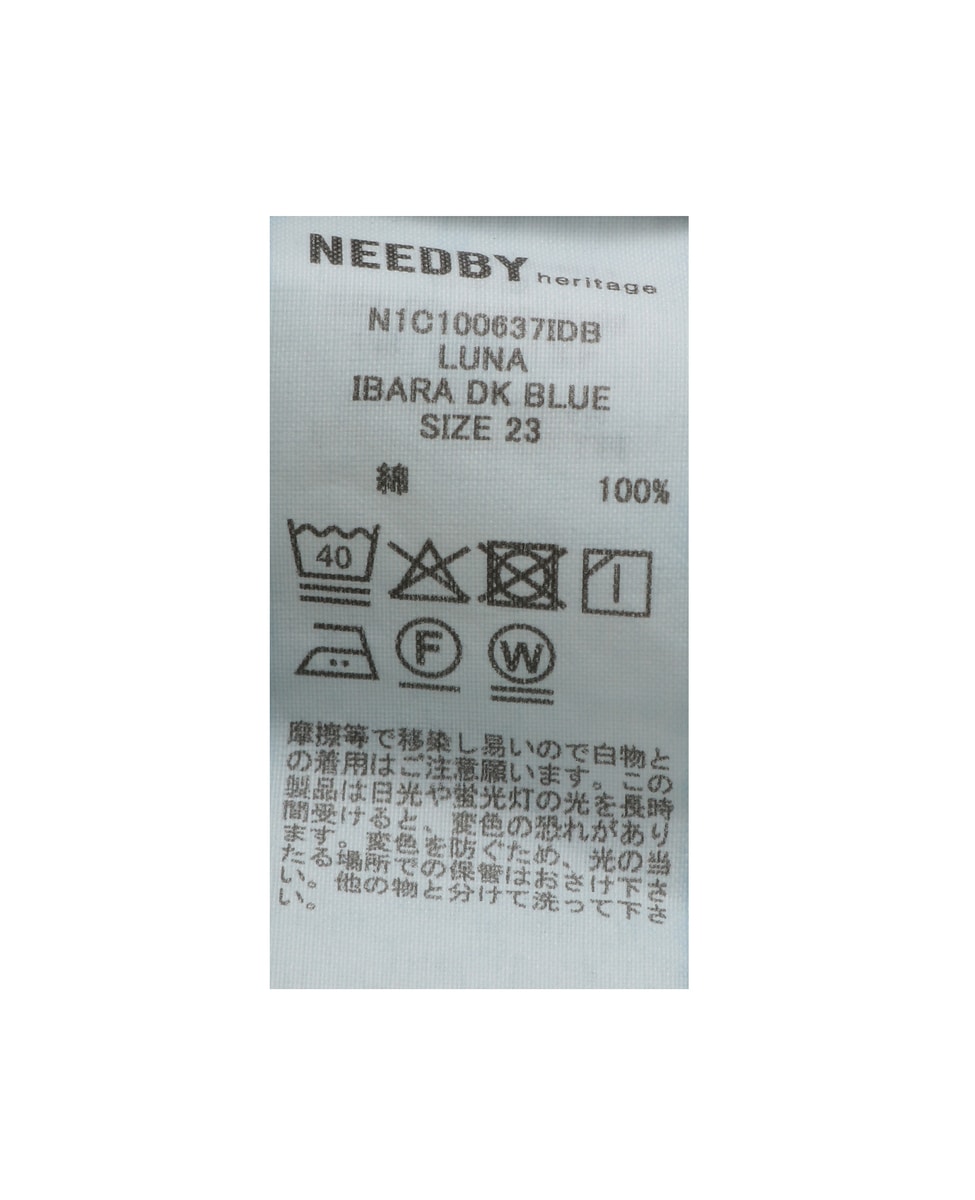 NEEDBY heritage
N1C100637IDB
LUNA
IBARA DK BLUE
SIZE 23
綿 100%
40
F
W
摩擦等で移染し易いので白物と
の着用はご注意願います。この
製品は日光や蛍光灯の光を長時
間受けると、変色の恐れがあり
ます。変色を防ぐため、光の当
たる場所での保管はお さけ下さ
い。他の物と分けて洗って下さ
い。